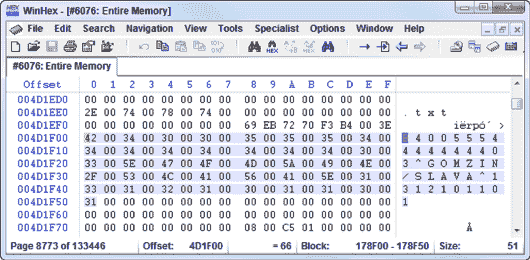 WinHex - [#6076: Entire Memory]
File Edit Search Navigation View Tools Specialist Options Window Help
#6076: Entire Memory
Offset 0 1 2 3 4 5 6 7 8 9 A B C D E F
004D1ED0 00 00 00 00 00 00 00 00 00 00 00 00 00 00 00 00
004D1EE0 2E 00 74 00 78 00 74 00 00 00 00 00 00 00 00 00 . t x t
004D1EF0 00 00 00 00 00 00 00 00 69 EB 72 70 F3 B4 00 3E iërpó´ >
004D1F00 42 00 34 00 30 00 30 00 35 00 35 00 35 00 34 00 B 4 0 0 5 5 5 4
004D1F10 34 00 34 00 34 00 34 00 34 00 34 00 34 00 30 00 4 4 4 4 4 4 4 0
004D1F20 33 00 5E 00 47 00 4F 00 4D 00 5A 00 49 00 4E 00 3 ^ G O M Z I N
004D1F30 2F 00 53 00 4C 00 41 00 56 00 41 00 5E 00 31 00 / S L A V A ^ 1
004D1F40 33 00 31 00 32 00 31 00 30 00 31 00 31 00 30 00 3 1 2 1 0 1 1 0
004D1F50 31 00 00 00 00 00 00 00 00 00 00 00 00 00 00 00 1
004D1F60 00 00 00 00 00 00 00 00 00 00 00 00 00 00 00 00
004D1F70 00 00 00 00 00 00 00 00 08 00 C5 01 00 00 00 00 Å
Page 8773 of 133446 Offset: 4D1F00 = 66 Block: 178F00 - 178F50 Size: 51